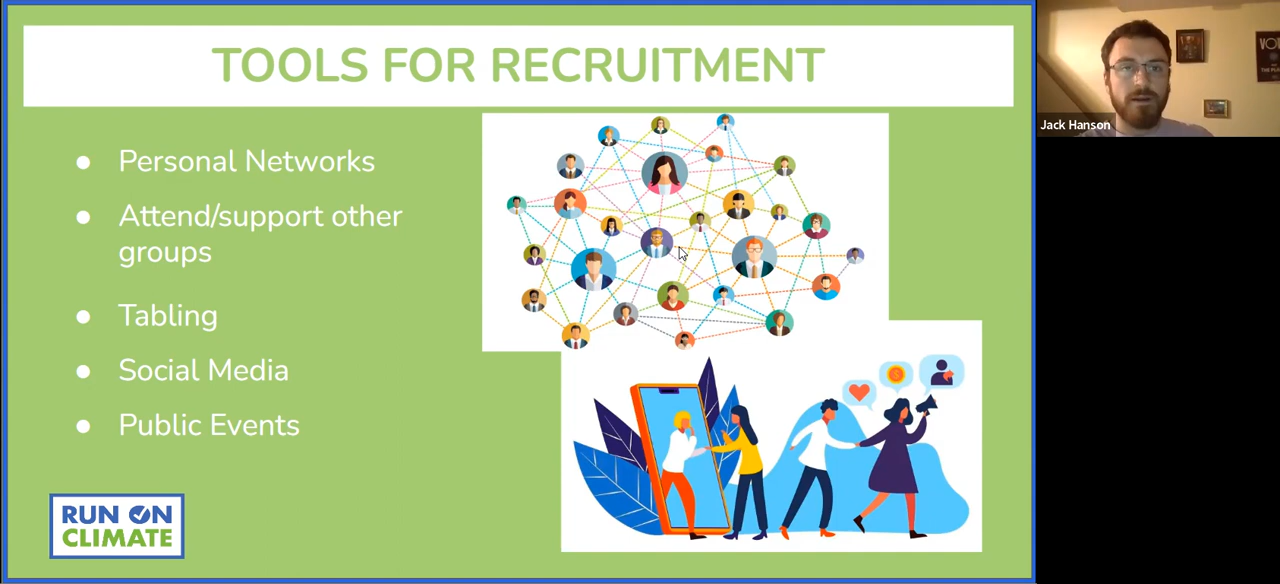 TOOLS FOR RECRUITMENT
● Personal Networks
● Attend/support other
groups
● Tabling
● Social Media
● Public Events
RUN ON
CLIMATE
Jack Hanson